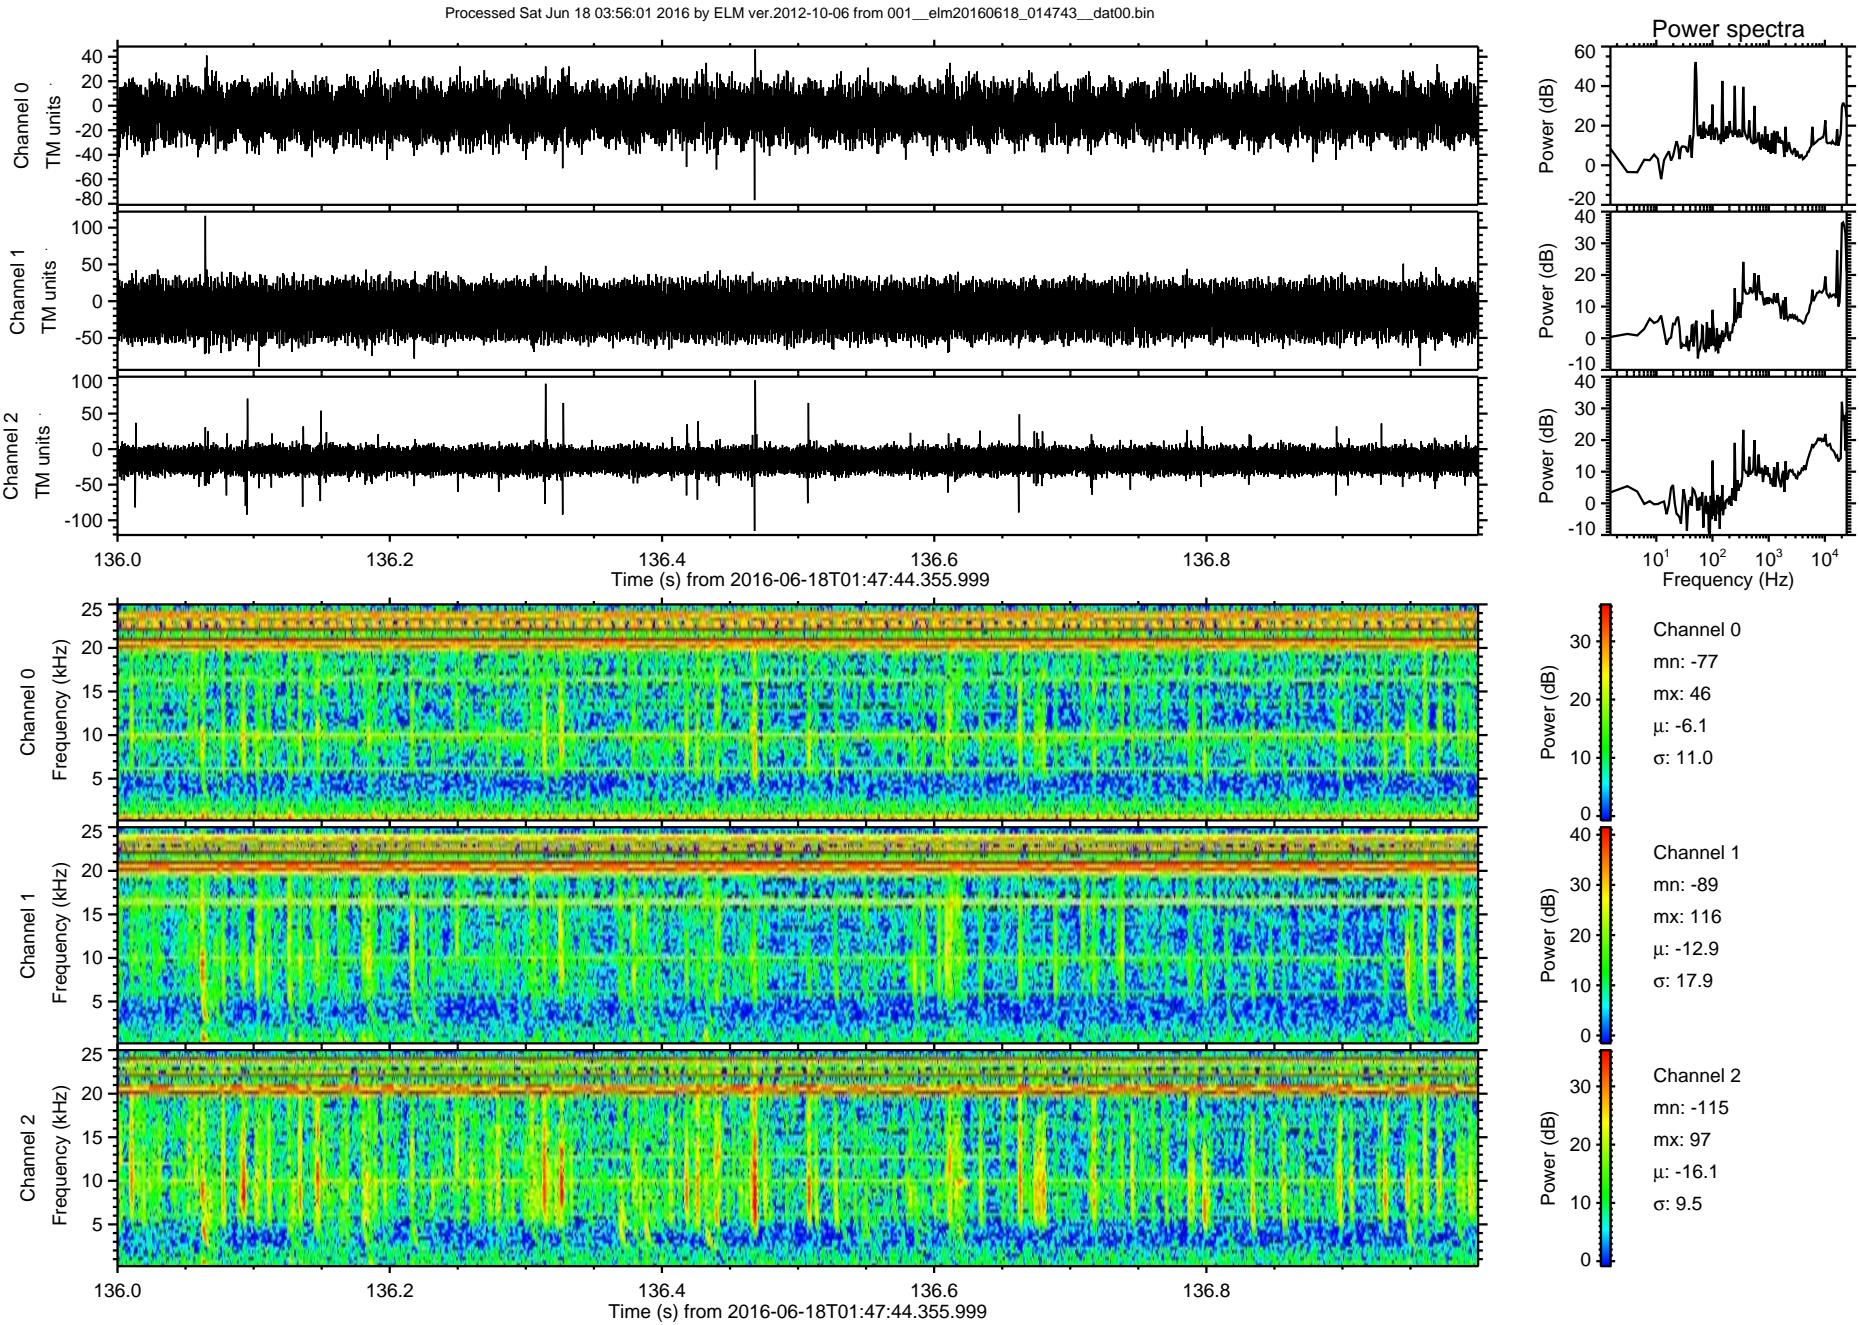 Processed Sat Jun 18 03:56:01 2016 by ELM ver.2012-10-06 from 001__elm20160618_014743__dat00.bin
Power spectra
Channel 0
TM units
40
20
0
-20
-40
-60
-80
Power (dB)
60
40
20
0
-20
Channel 1
TM units
100
50
0
-50
Power (dB)
40
30
20
10
0
-10
Channel 2
TM units
100
50
0
-50
-100
Power (dB)
40
30
20
10
0
-10
136.0 136.2 136.4 136.6 136.8
Time (s) from 2016-06-18T01:47:44.355.999
10^1 10^2 10^3 10^4
Frequency (Hz)
Channel 0
Frequency (kHz)
25
20
15
10
5
Power (dB)
30
20
10
0
Channel 0
mn: -77
mx: 46
μ: -6.1
σ: 11.0
Channel 1
Frequency (kHz)
25
20
15
10
5
Power (dB)
40
30
20
10
0
Channel 1
mn: -89
mx: 116
μ: -12.9
σ: 17.9
Channel 2
Frequency (kHz)
25
20
15
10
5
Power (dB)
30
20
10
0
Channel 2
mn: -115
mx: 97
μ: -16.1
σ: 9.5
136.0 136.2 136.4 136.6 136.8
Time (s) from 2016-06-18T01:47:44.355.999